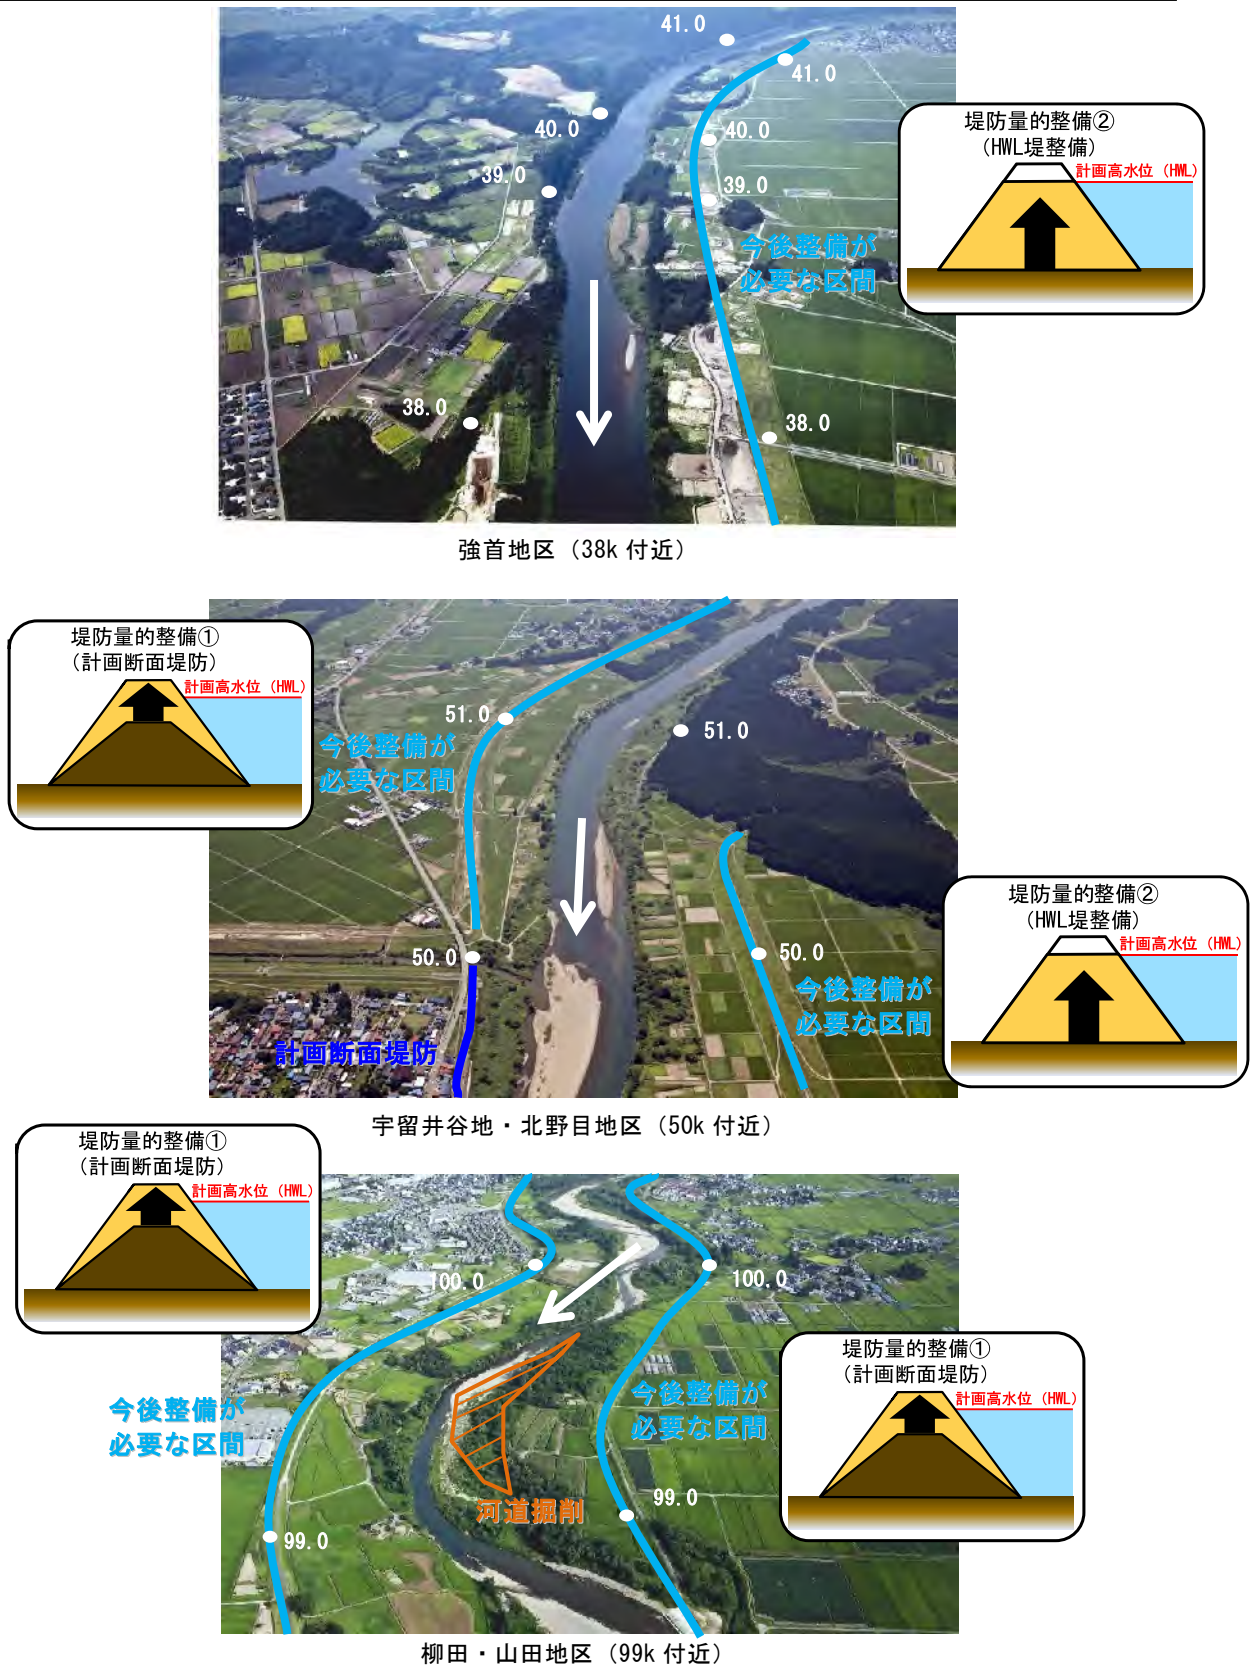 41.0
41.0
40.0
40.0
39.0
39.0
今後整備が
必要な区間
38.0
38.0
堤防量的整備②
(HWL堤整備)
計画高水位（HWL）
強首地区（38k 付近）
堤防量的整備①
(計画断面堤防)
計画高水位（HWL）
51.0
51.0
今後整備が
必要な区間
50.0
50.0
計画断面堤防
今後整備が
必要な区間
堤防量的整備②
(HWL堤整備)
計画高水位（HWL）
宇留井谷地・北野目地区（50k 付近）
堤防量的整備①
(計画断面堤防)
計画高水位（HWL）
100.0
100.0
今後整備が
必要な区間
今後整備が
必要な区間
河道掘削
99.0
99.0
堤防量的整備①
(計画断面堤防)
計画高水位（HWL）
柳田・山田地区（99k 付近）